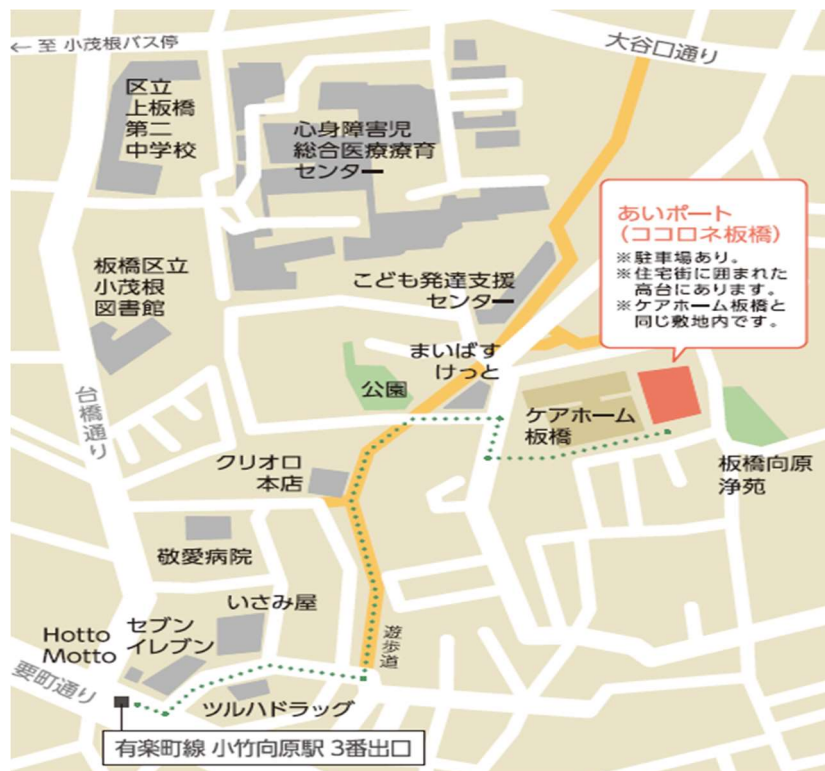 ← 至 小茂根バス停
大谷口通り
区立
上板橋
第二
中学校
心身障害児
総合医療療育
センター
あいポート
（ココロネ板橋）
※駐車場あり。
※住宅街に囲まれた
高台にあります。
※ケアホーム板橋と
同じ敷地内です。
板橋区立
小茂根
図書館
こども発達支援
センター
まいばす
けっと
公園
台橋通り
ケアホーム
板橋
クリオロ
本店
板橋向原
浄苑
敬愛病院
いさみ屋
遊歩道
Hotto
Motto
セブン
イレブン
要町通り
ツルハドラッグ
有楽町線 小竹向原駅 3番出口